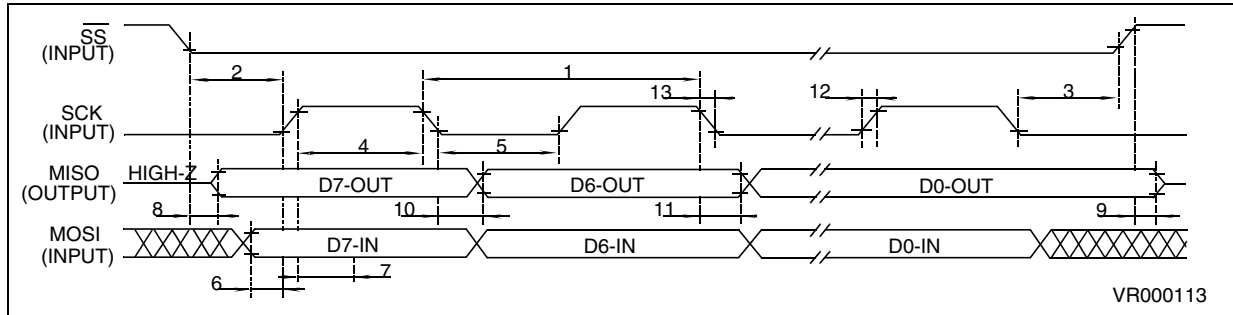 SS
(INPUT)
2
1
13
12
3
SCK
(INPUT)
4
5
MISO
(OUTPUT)
HIGH-Z
D7-OUT
D6-OUT
D0-OUT
8
10
11
9
MOSI
(INPUT)
D7-IN
D6-IN
D0-IN
7
6
VR000113